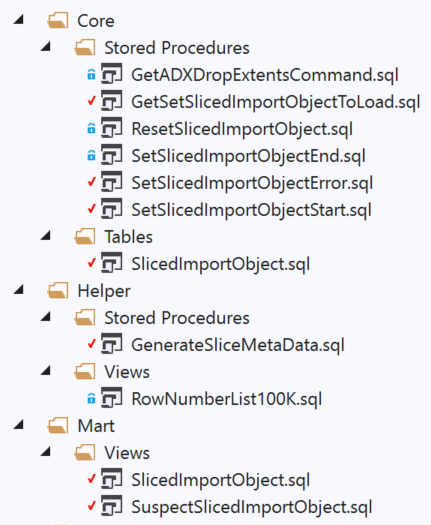 Core
Stored Procedures
GetADXDropExtentsCommand.sql
GetSetSlicedImportObjectToLoad.sql
ResetSlicedImportObject.sql
SetSlicedImportObjectEnd.sql
SetSlicedImportObjectError.sql
SetSlicedImportObjectStart.sql
Tables
SlicedImportObject.sql
Helper
Stored Procedures
GenerateSliceMetaData.sql
Views
RowNumberList100K.sql
Mart
Views
SlicedImportObject.sql
SuspectSlicedImportObject.sql